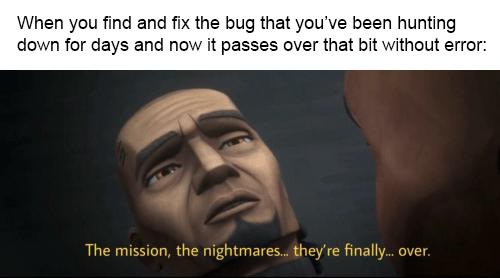 When you find and fix the bug that you’ve been hunting
down for days and now it passes over that bit without error:
The mission, the nightmares... they’re finally... over.